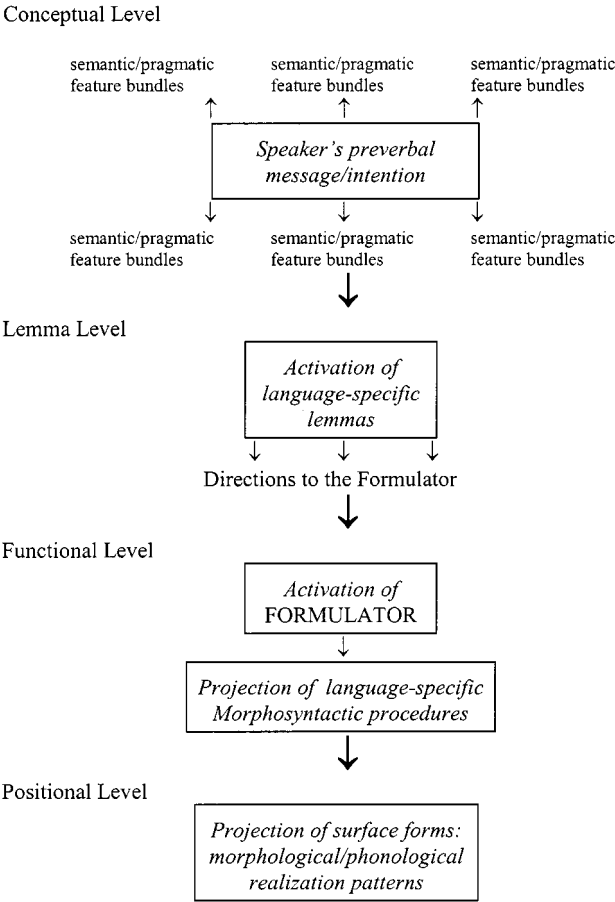 Conceptual Level
semantic/pragmatic semantic/pragmatic semantic/pragmatic
feature bundles feature bundles feature bundles
Speaker's preverbal
message/intention
semantic/pragmatic semantic/pragmatic semantic/pragmatic
feature bundles feature bundles feature bundles
Lemma Level
Activation of
language-specific
lemmas
Directions to the Formulator
Functional Level
Activation of
FORMULATOR
Projection of language-specific
Morphosyntactic procedures
Positional Level
Projection of surface forms:
morphological/phonological
realization patterns